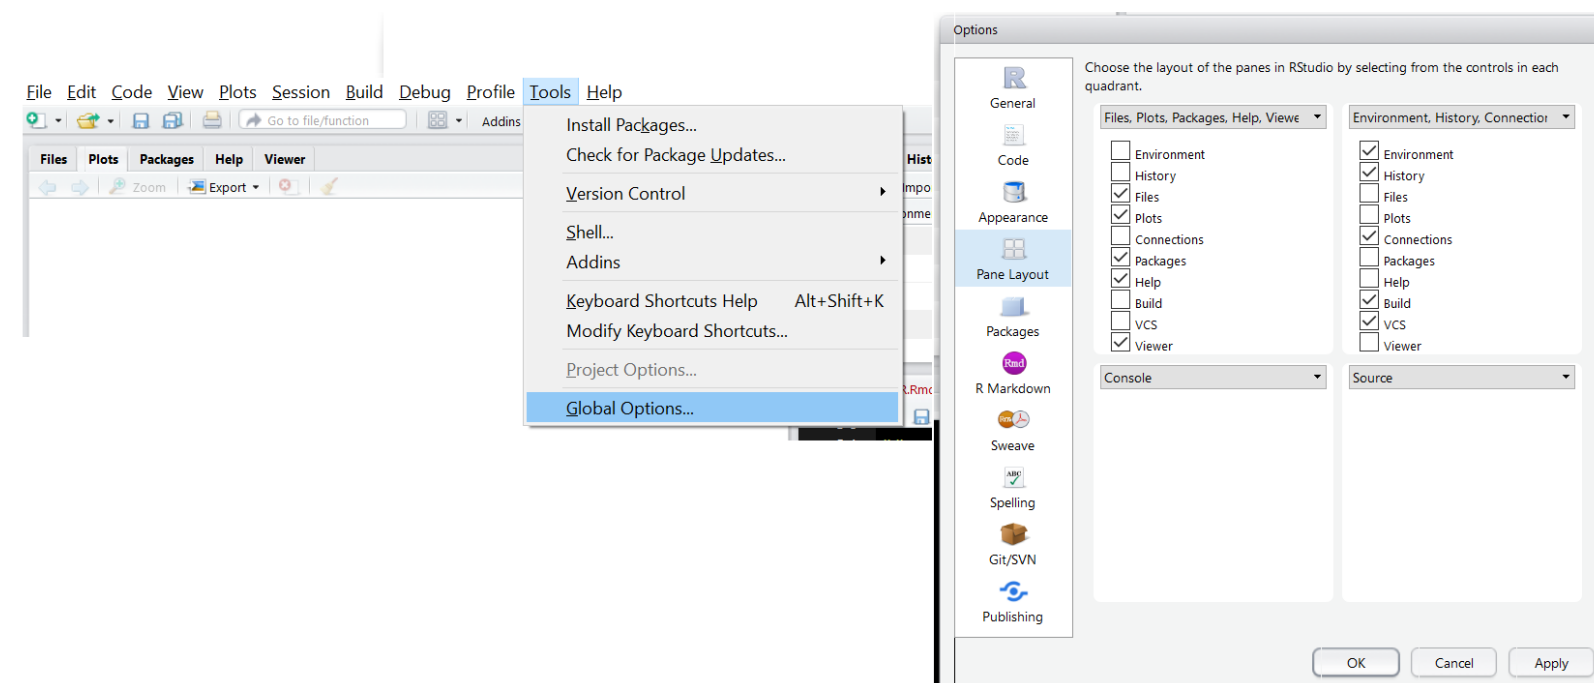 File Edit Code View Plots Session Build Debug Profile Tools Help
Go to file/function Addins
Files Plots Packages Help Viewer
Zoom Export
Install Packages...
Check for Package Updates...
Version Control
Shell...
Addins
Keyboard Shortcuts Help Alt+Shift+K
Modify Keyboard Shortcuts...
Project Options...
Global Options...
Hist
Impo
onme
R.Rmd
Options
General
Code
Appearance
Pane Layout
Packages
Rmd
R Markdown
Sweave
ABC
Spelling
Git/SVN
Publishing
Choose the layout of the panes in RStudio by selecting from the controls in each
quadrant.
Files, Plots, Packages, Help, Viewe
Environment
History
Files
Plots
Connections
Packages
Help
Build
VCS
Viewer
Environment, History, Connection
Environment
History
Files
Plots
Connections
Packages
Help
Build
VCS
Viewer
Console
Source
OK Cancel Apply